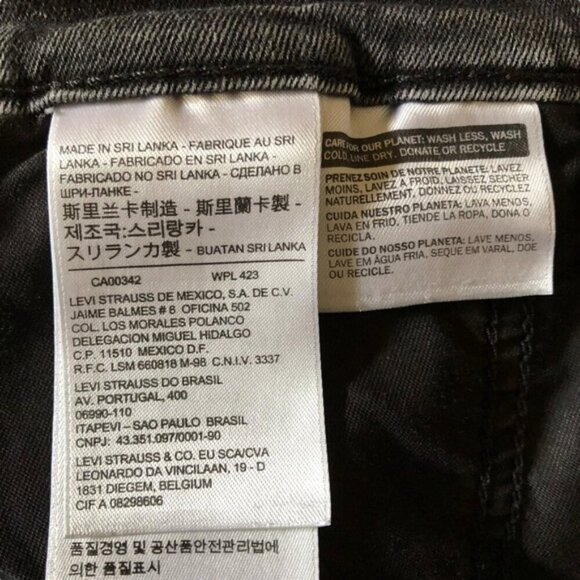 MADE IN SRI LANKA - FABRIQUE AU SRI
LANKA - FABRICADO EN SRI LANKA -
FABRICADO NO SRI LANKA - СДЕЛАНО В
ШРИ-ЛАНКЕ -
斯里兰卡制造 - 斯里蘭卡製 -
제조국:스리랑카 -
スリランカ製 - BUATAN SRI LANKA
CA00342 WPL 423
LEVI STRAUSS DE MEXICO, S.A. DE C.V.
JAIME BALMES # 6 OFICINA 502
COL. LOS MORALES POLANCO
DELEGACION MIGUEL HIDALGO
C.P. 11510 MEXICO D.F.
R.F.C. LSM 660818 M-98 C.N.I.V. 3337
LEVI STRAUSS DO BRASIL
AV. PORTUGAL, 400
06990-110
ITAPEVI – SAO PAULO BRASIL
CNPJ: 43.351.097/0001-90
LEVI STRAUSS & CO. EU SCA/CVA
LEONARDO DA VINCILAAN, 19 - D
1831 DIEGEM, BELGIUM
CIF A 08298606
품질경영 및 공산품안전관리법에
의한 품질표시
CARE FOR OUR PLANET: WASH LESS, WASH
COLD, LINE DRY, DONATE OR RECYCLE
PRENEZ SOIN DE NOTRE PLANÈTE: LAVEZ
MOINS, LAVEZ À FROID, LAISSEZ SÉCHER
NATURELLEMENT, DONNEZ OU RECYCLEZ
CUIDA NUESTRO PLANETA: LAVA MENOS,
LAVA EN FRIO, TIENDE LA ROPA, DONA O
RECICLA.
CUIDE DO NOSSO PLANETA: LAVE MENOS,
LAVE EM ÁGUA FRIA, SEQUE EM VARAL, DOE
OU RECICLE.